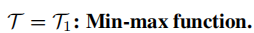 𝒯 = 𝒯₁: Min-max function.